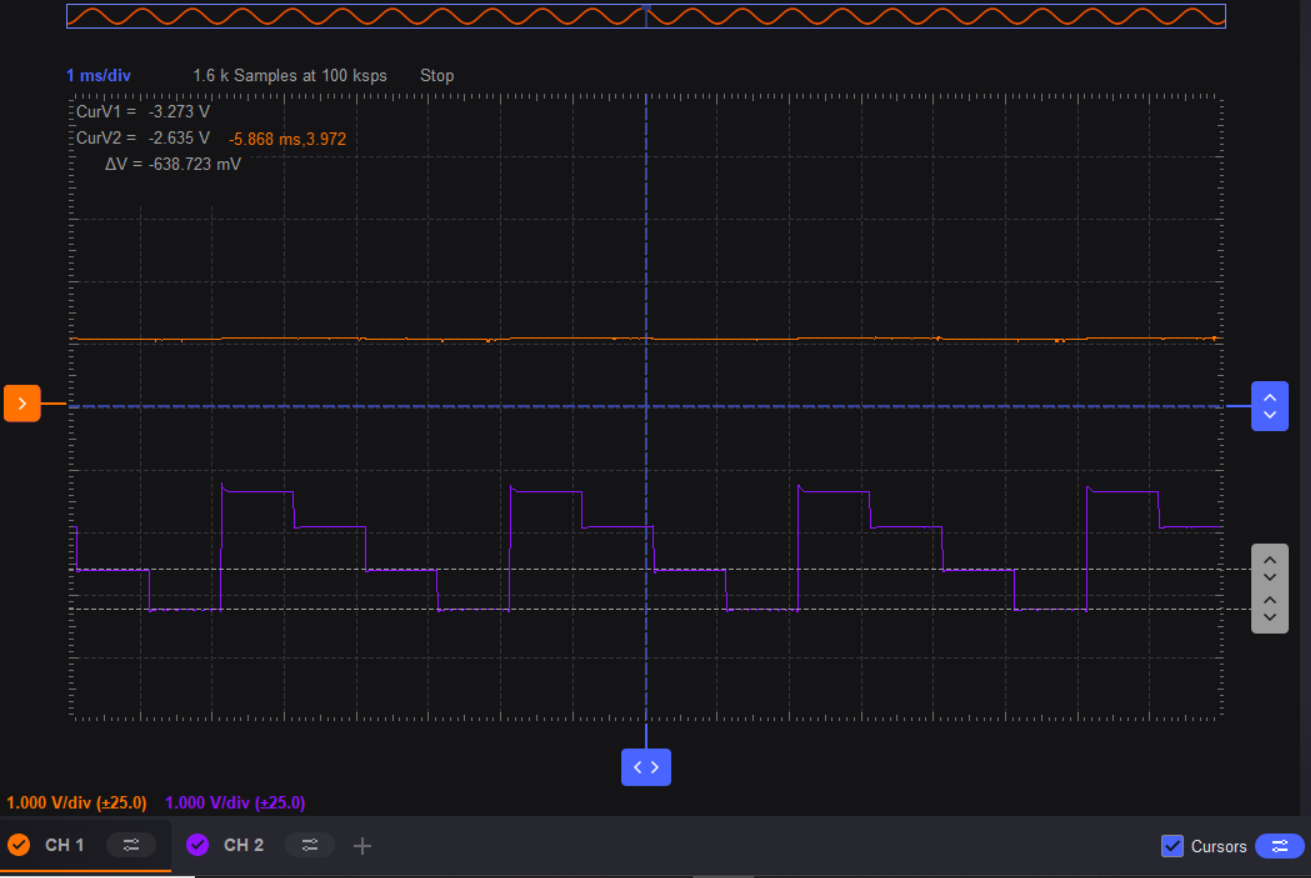 1 ms/div 1.6 k Samples at 100 ksps Stop
CurV1 = -3.273 V
CurV2 = -2.635 V -5.868 ms,3.972
ΔV = -638.723 mV
1.000 V/div (±25.0) 1.000 V/div (±25.0)
CH 1 CH 2 Cursors